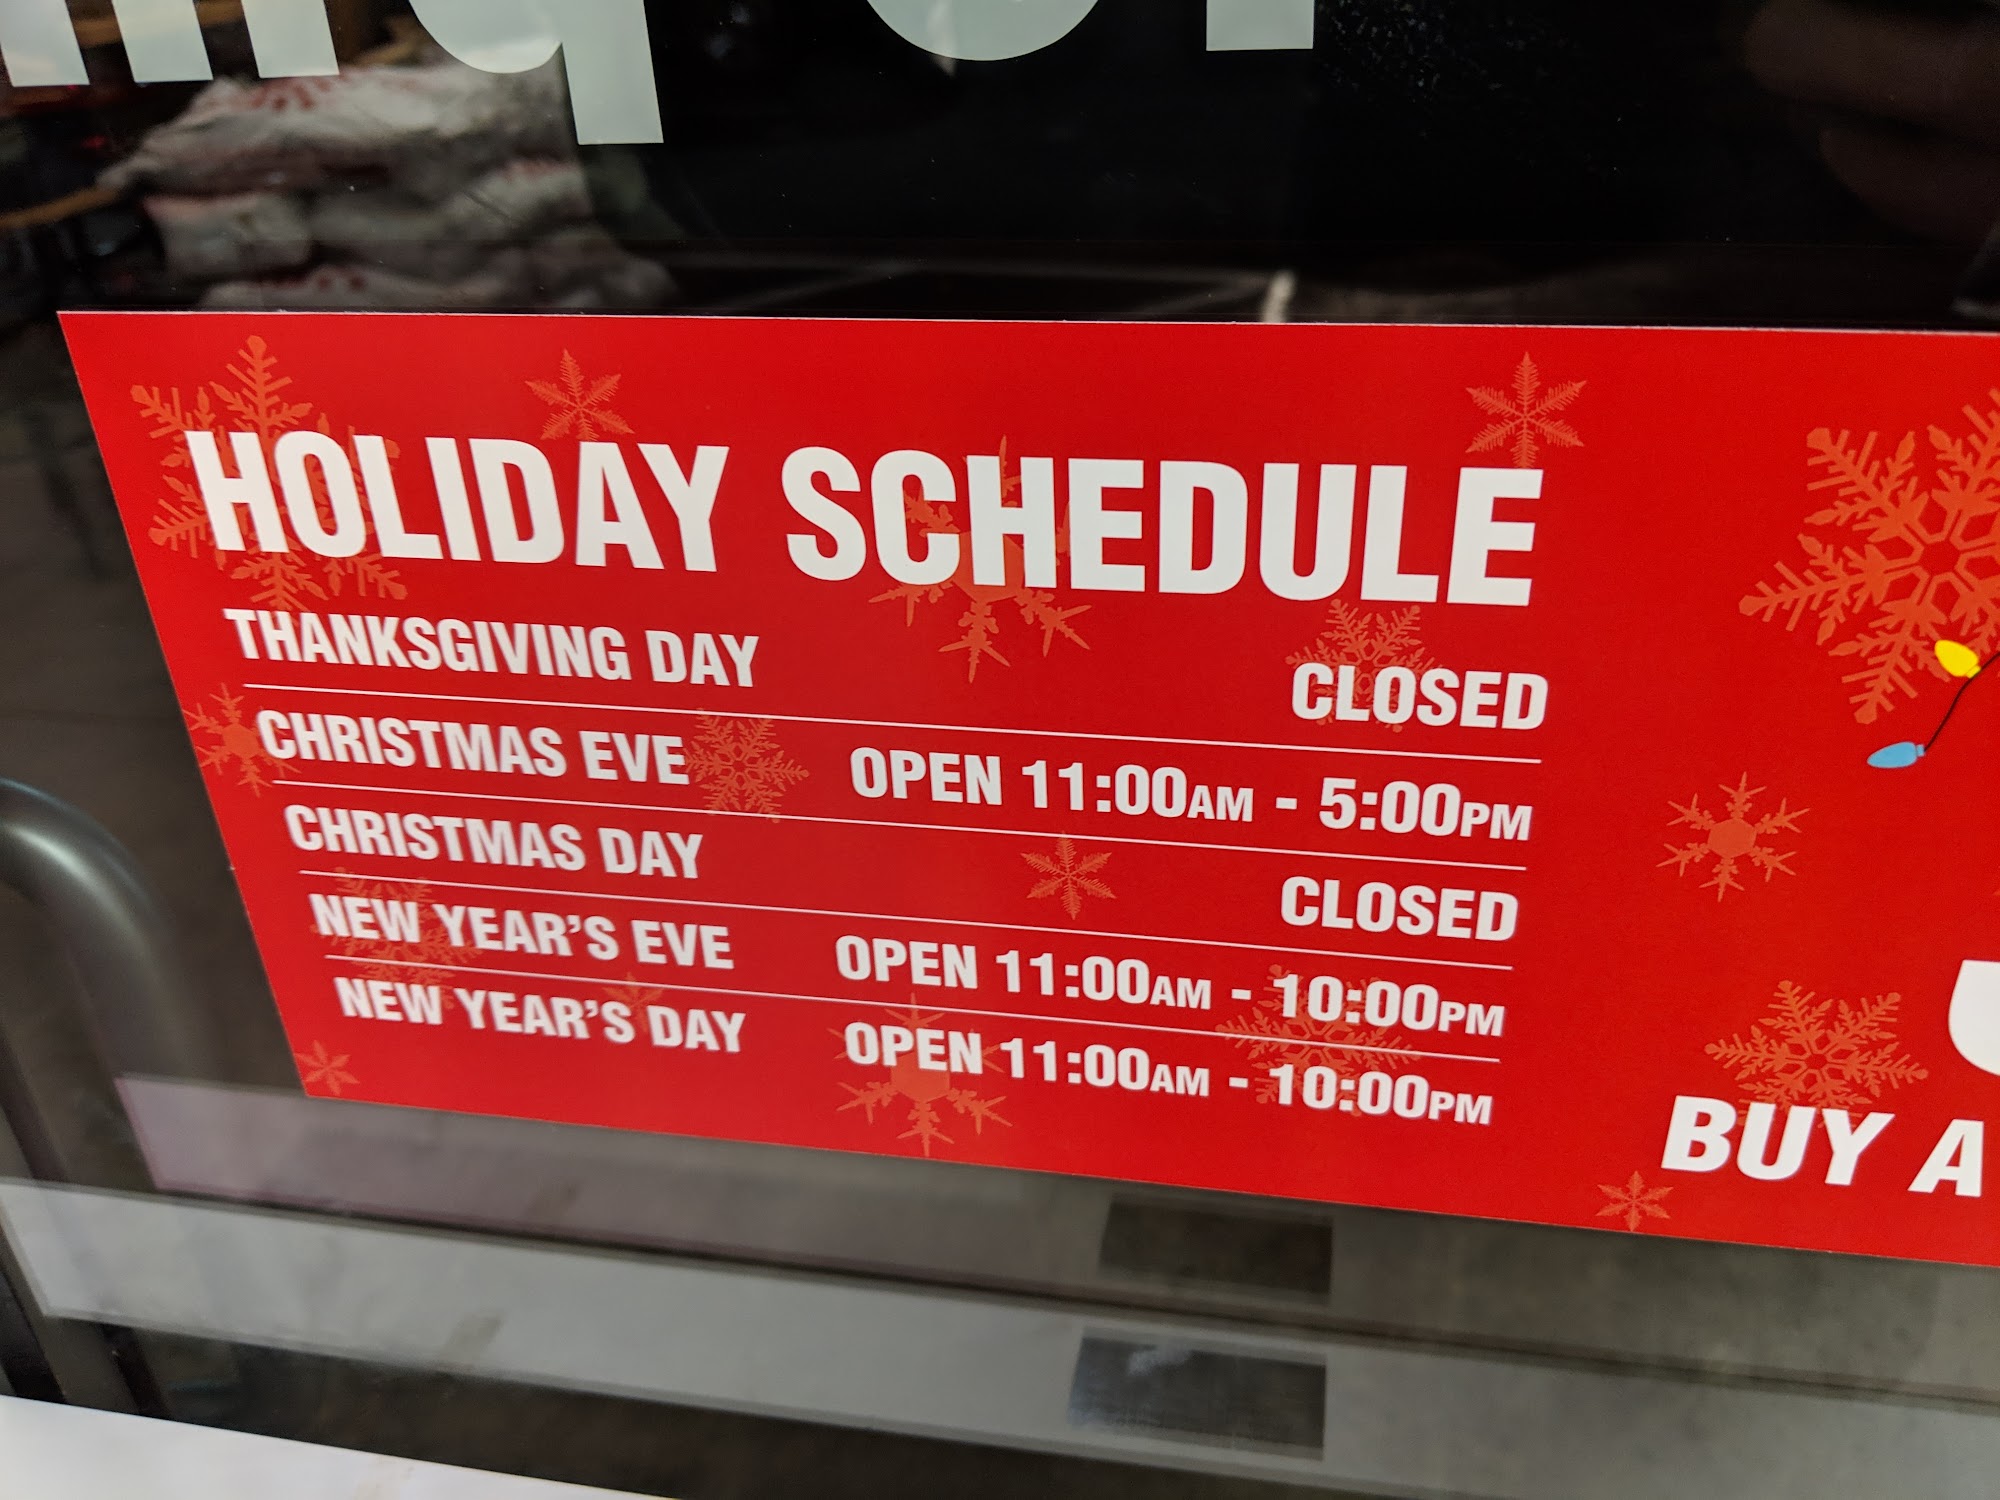 HOLIDAY SCHEDULE
THANKSGIVING DAY CLOSED
CHRISTMAS EVE OPEN 11:00AM - 5:00PM
CHRISTMAS DAY CLOSED
NEW YEAR'S EVE OPEN 11:00AM - 10:00PM
NEW YEAR'S DAY OPEN 11:00AM - 10:00PM
BUY A